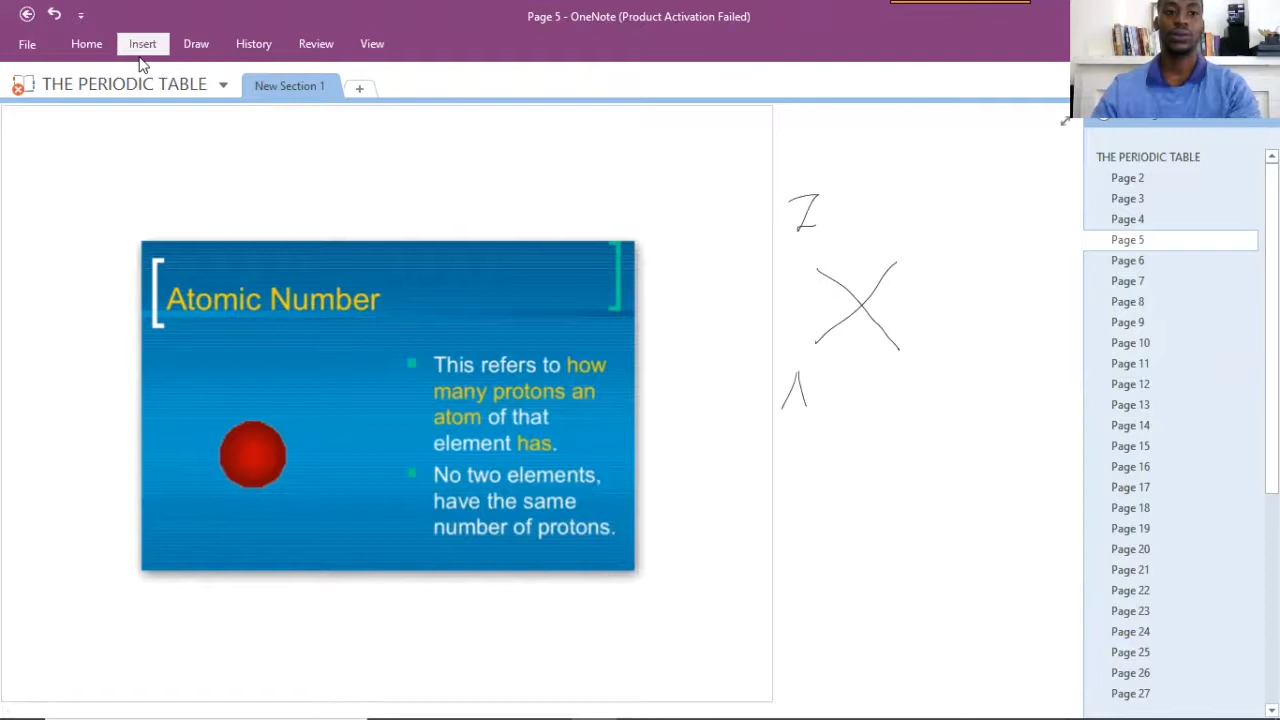 Page 5 - OneNote (Product Activation Failed)
File Home Insert Draw History Review View
THE PERIODIC TABLE New Section 1 +
Atomic Number
This refers to how
many protons an
atom of that
element has.
No two elements,
have the same
number of protons.
Z
X
THE PERIODIC TABLE
Page 2
Page 3
Page 4
Page 5
Page 6
Page 7
Page 8
Page 9
Page 10
Page 11
Page 12
Page 13
Page 14
Page 15
Page 16
Page 17
Page 18
Page 19
Page 20
Page 21
Page 22
Page 23
Page 24
Page 25
Page 26
Page 27